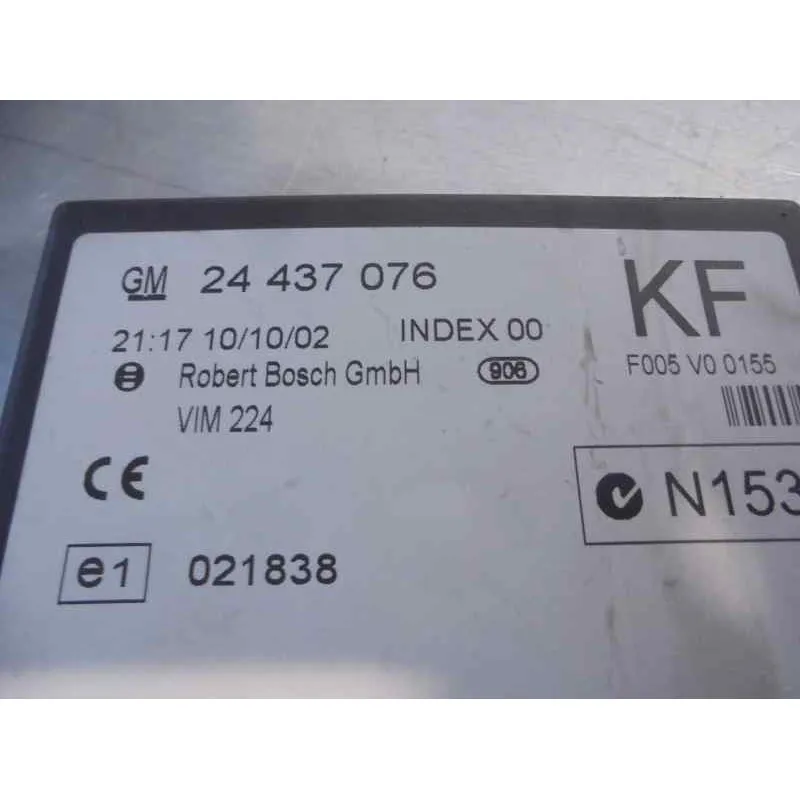 GM 24 437 076
KF
21:17 10/10/02 INDEX 00
F005 V0 0155
Robert Bosch GmbH 906
VIM 224
CE
N153
e1 021838